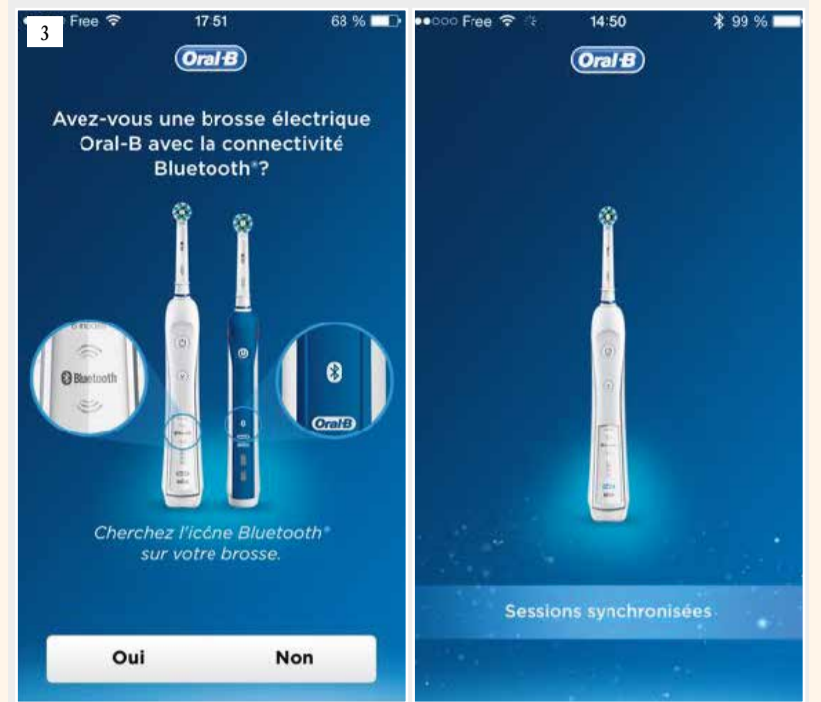 3
Free 17:51 68 %
Oral-B
Avez-vous une brosse électrique
Oral-B avec la connectivité
Bluetooth®?
Bluetooth
Oral-B
Cherchez l'icône Bluetooth®
sur votre brosse.
Oui Non
Free 14:50 99 %
Oral-B
Sessions synchronisées